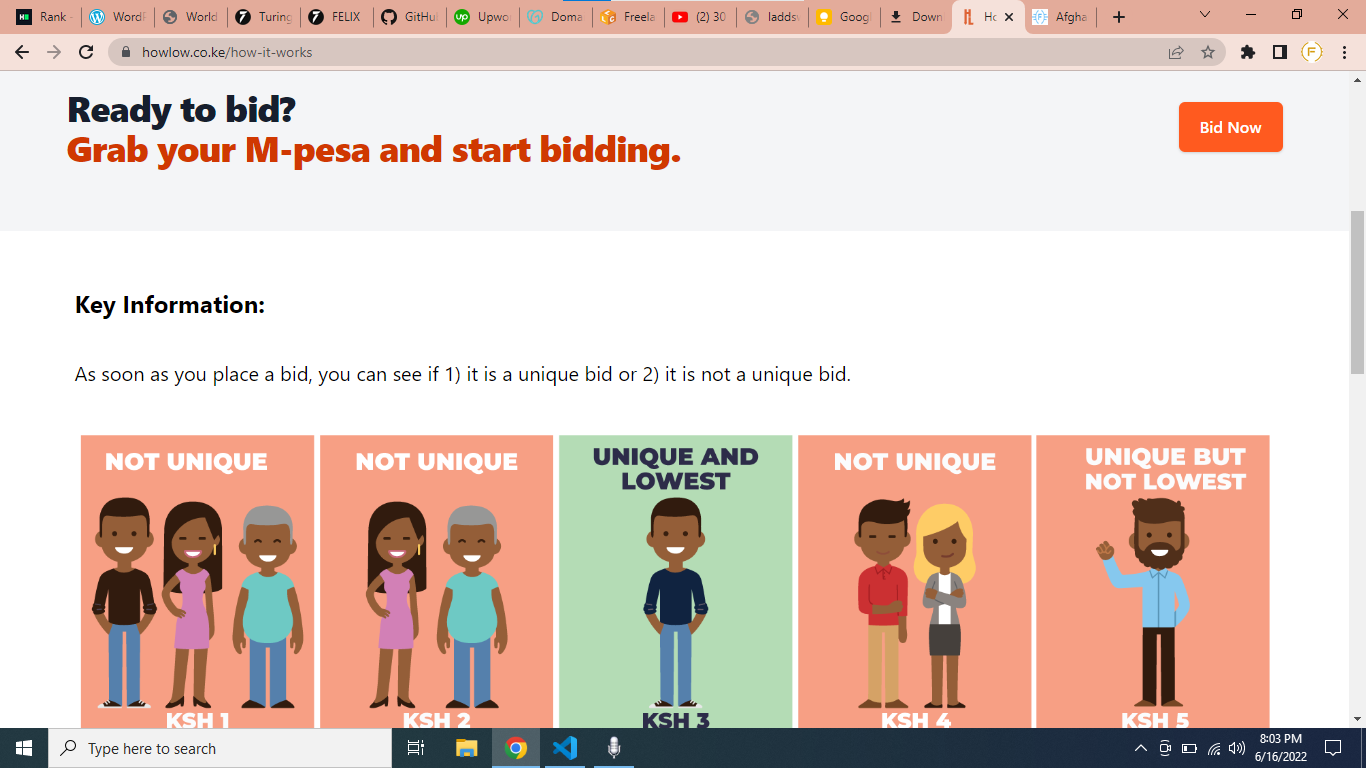 Rank -
WordF
World
Turing
FELIX
GitHu
Upwo
Doma
Freela
(2) 30
laddsv
Googl
Down
Ho
Afgha
howlow.co.ke/how-it-works
F
Ready to bid?
Grab your M-pesa and start bidding.
Bid Now
Key Information:
As soon as you place a bid, you can see if 1) it is a unique bid or 2) it is not a unique bid.
NOT UNIQUE
NOT UNIQUE
UNIQUE AND
LOWEST
NOT UNIQUE
UNIQUE BUT
NOT LOWEST
KSH 1
KSH 2
KSH 3
KSH 4
KSH 5
Type here to search
8:03 PM
6/16/2022